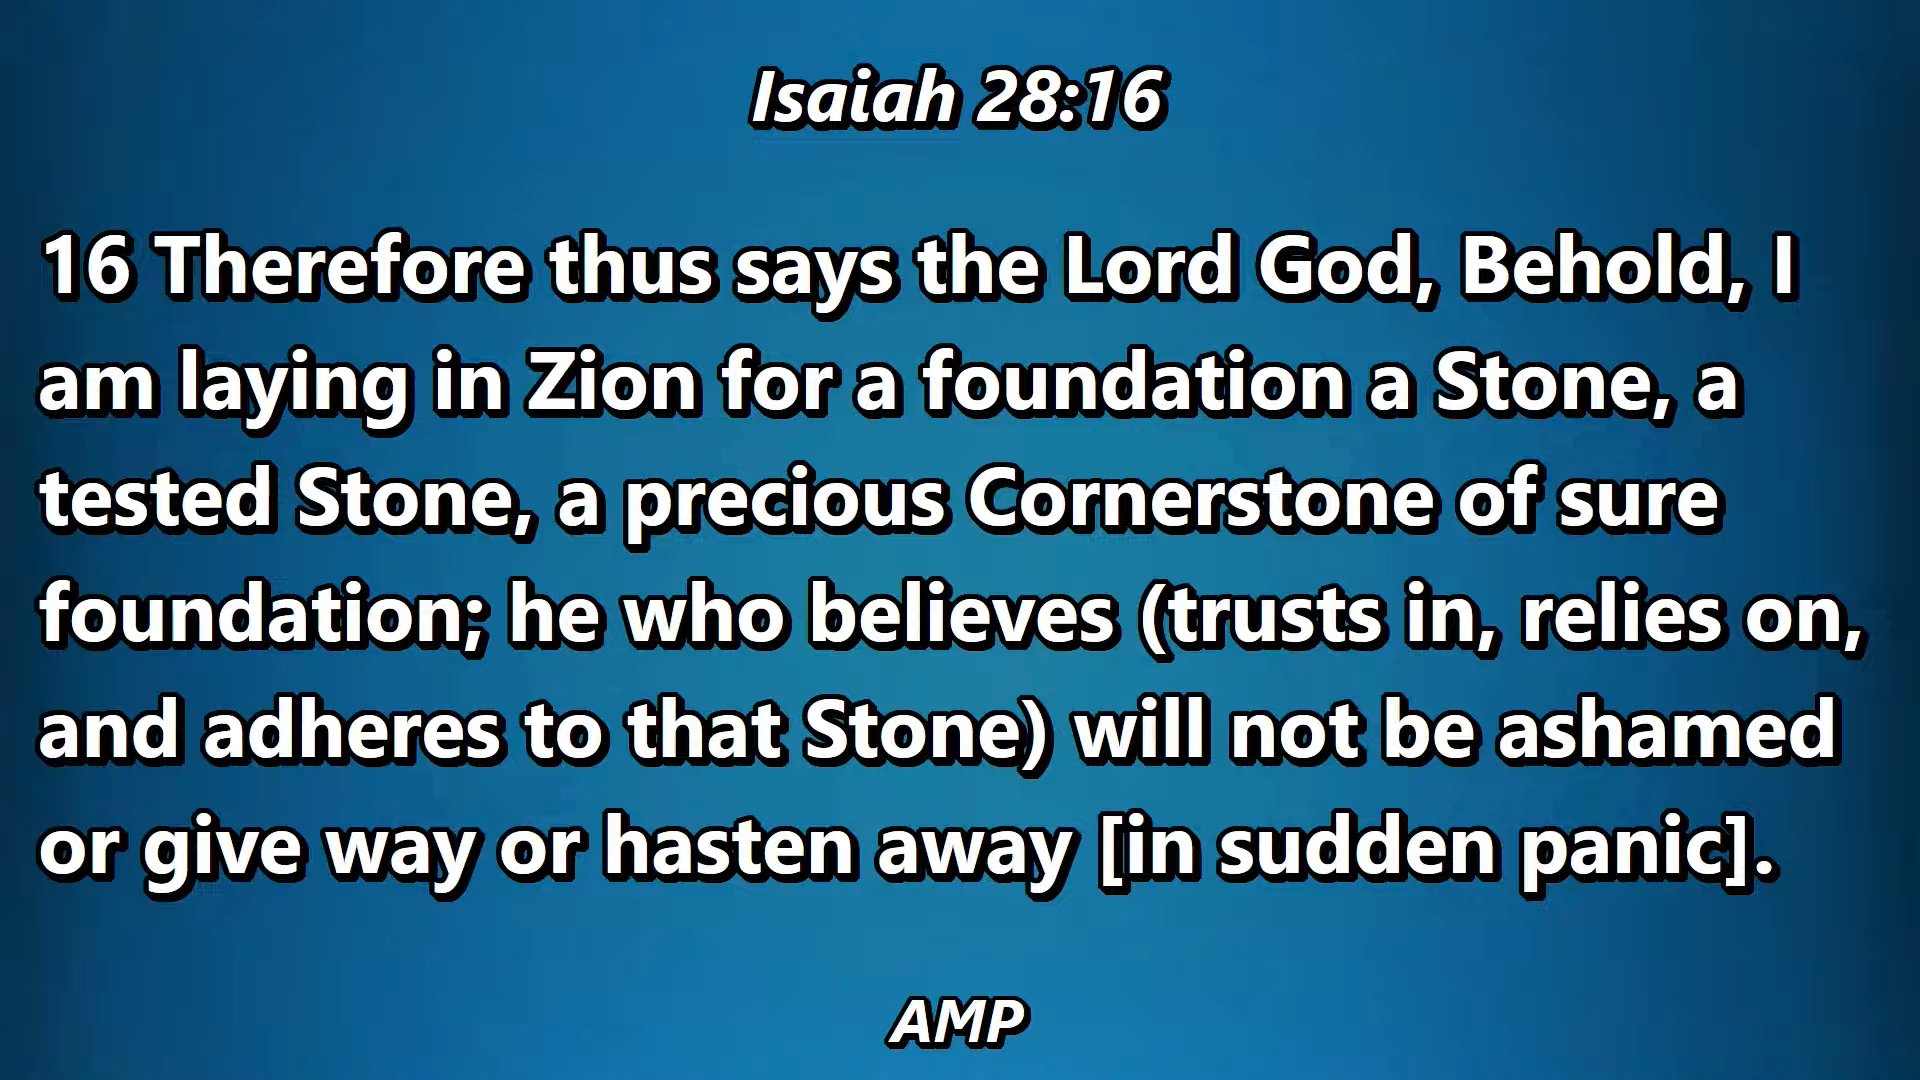 Isaiah 28:16
16 Therefore thus says the Lord God, Behold, I
am laying in Zion for a foundation a Stone, a
tested Stone, a precious Cornerstone of sure
foundation; he who believes (trusts in, relies on,
and adheres to that Stone) will not be ashamed
or give way or hasten away [in sudden panic].
AMP